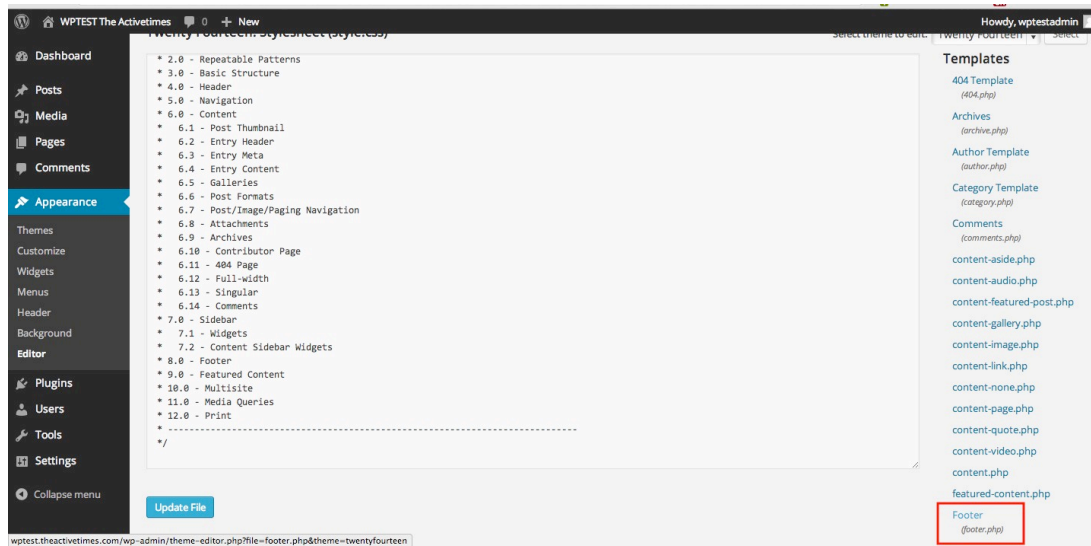 WPTEST The Activetimes 0 + New Howdy, wptestadmin
Twenty Fourteen: Stylesheet (style.css) Select theme to edit: Twenty Fourteen Select
Dashboard
Posts
Media
Pages
Comments
Appearance
Themes
Customize
Widgets
Menus
Header
Background
Editor
Plugins
Users
Tools
Settings
Collapse menu
* 2.0 - Repeatable Patterns
* 3.0 - Basic Structure
* 4.0 - Header
* 5.0 - Navigation
* 6.0 - Content
*   6.1 - Post Thumbnail
*   6.2 - Entry Header
*   6.3 - Entry Meta
*   6.4 - Entry Content
*   6.5 - Galleries
*   6.6 - Post Formats
*   6.7 - Post/Image/Paging Navigation
*   6.8 - Attachments
*   6.9 - Archives
*   6.10 - Contributor Page
*   6.11 - 404 Page
*   6.12 - Full-width
*   6.13 - Singular
*   6.14 - Comments
* 7.0 - Sidebar
*   7.1 - Widgets
*   7.2 - Content Sidebar Widgets
* 8.0 - Footer
* 9.0 - Featured Content
* 10.0 - Multisite
* 11.0 - Media Queries
* 12.0 - Print
* -----------------------------------------------------------------------------
*/
Update File
Templates
404 Template
(404.php)
Archives
(archive.php)
Author Template
(author.php)
Category Template
(category.php)
Comments
(comments.php)
content-aside.php
content-audio.php
content-featured-post.php
content-gallery.php
content-image.php
content-link.php
content-none.php
content-page.php
content-quote.php
content-video.php
content.php
featured-content.php
Footer
(footer.php)
wptest.theactivetimes.com/wp-admin/theme-editor.php?file=footer.php&theme=twentyfourteen